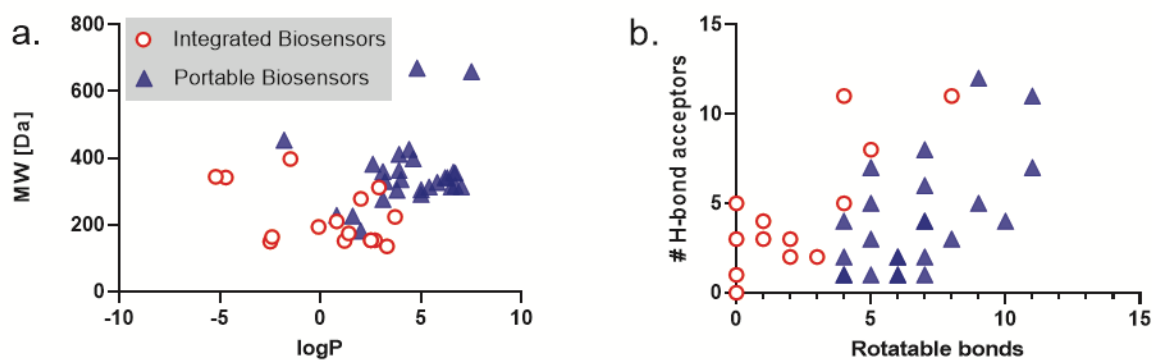 a.
800
600
400
200
0
MW [Da]
-10
-5
0
5
10
logP
Integrated Biosensors
Portable Biosensors
b.
15
10
5
0
# H-bond acceptors
0
5
10
15
Rotatable bonds